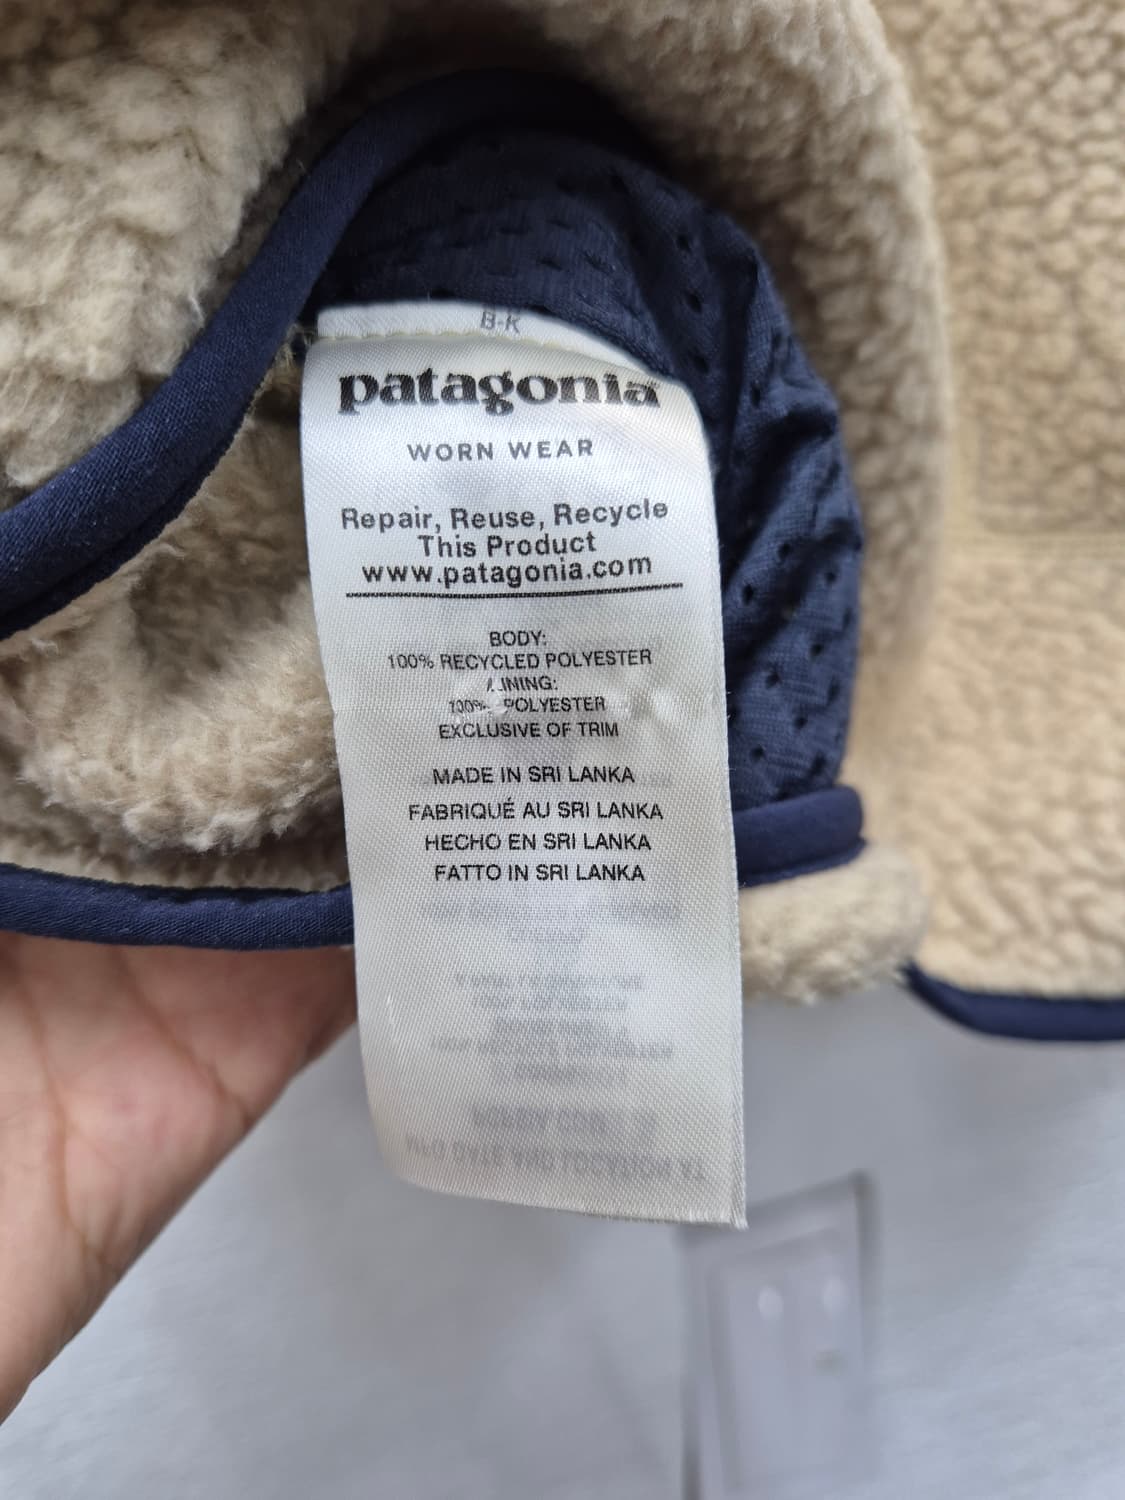 B-K
patagonia
WORN WEAR
Repair, Reuse, Recycle
This Product
www.patagonia.com
BODY:
100% RECYCLED POLYESTER
LINING:
100% POLYESTER
EXCLUSIVE OF TRIM
MADE IN SRI LANKA
FABRIQUÉ AU SRI LANKA
HECHO EN SRI LANKA
FATTO IN SRI LANKA